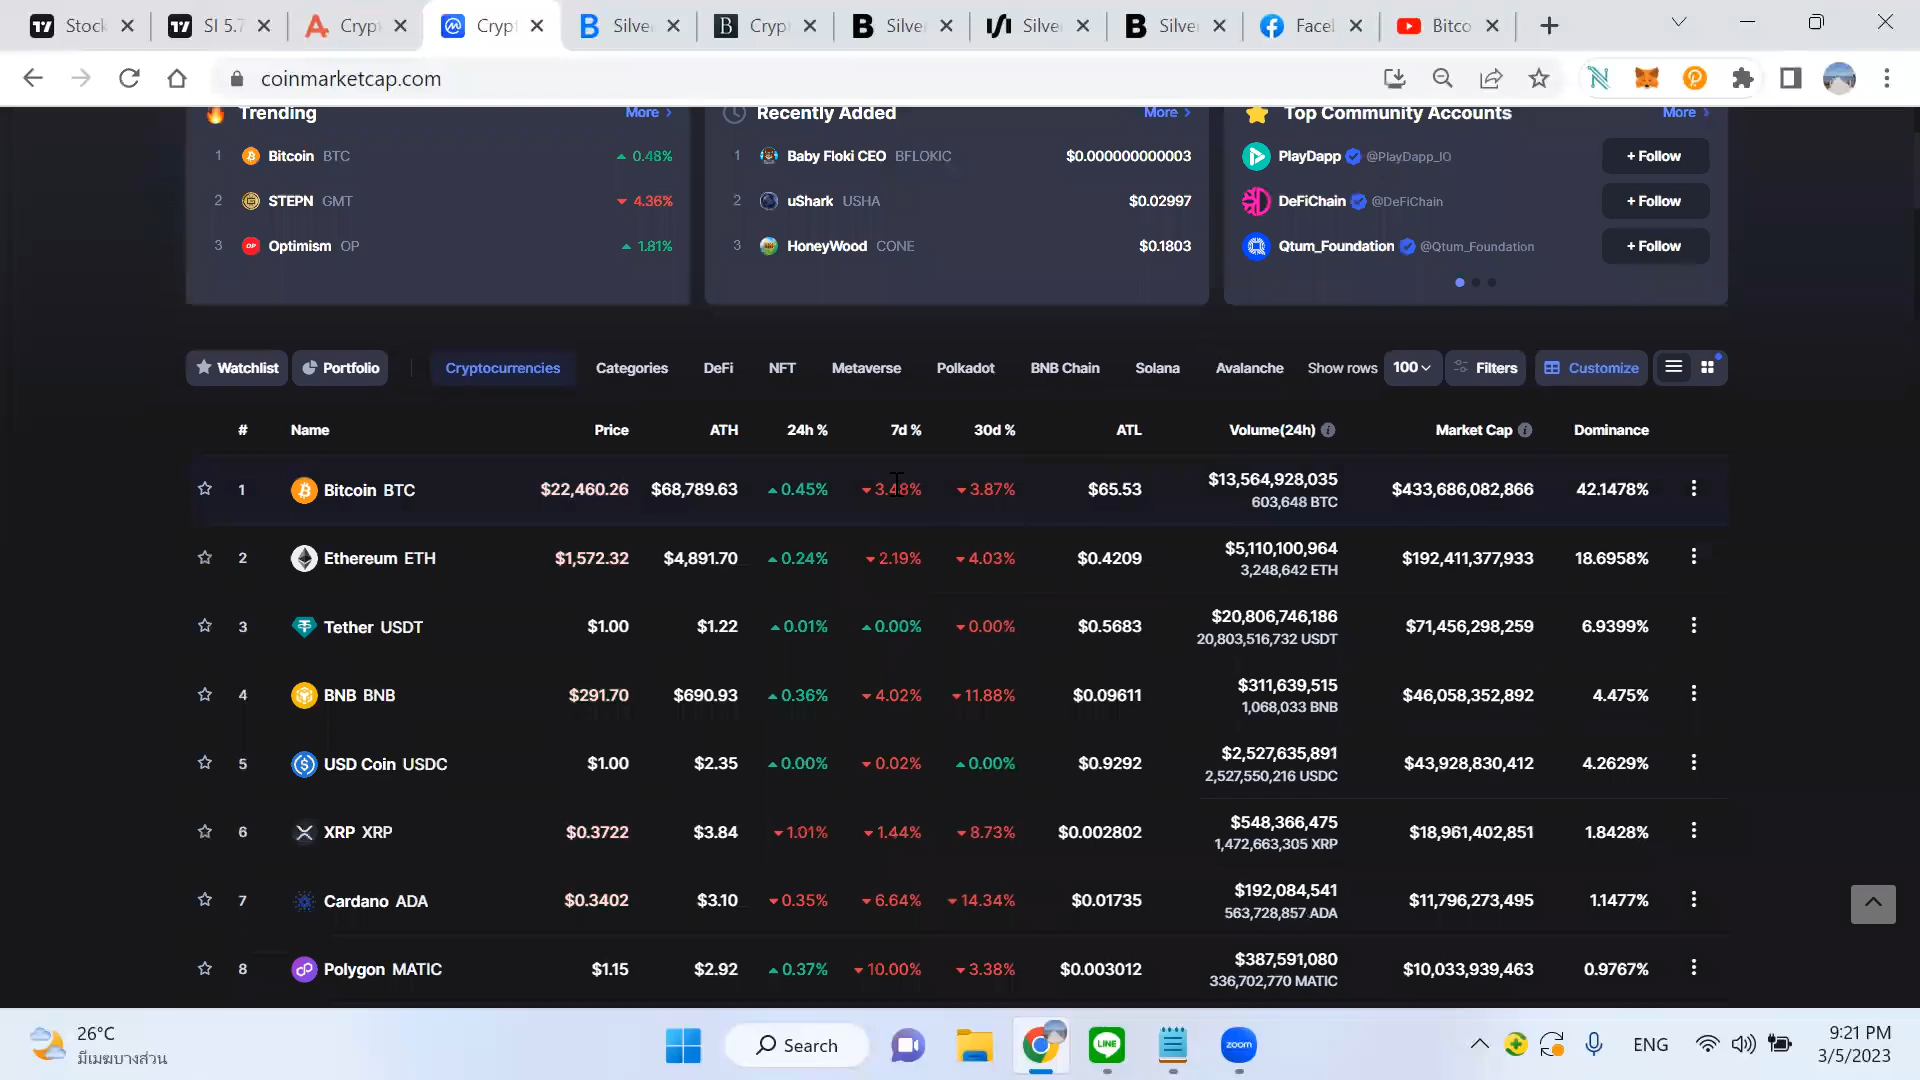 Stock
SI 5.7
Crypt
Crypt
Silver
Crypt
Silver
Silver
Silver
Facel
Bitco
coinmarketcap.com
Trending More >
1 Bitcoin BTC 0.48%
2 STEPN GMT 4.36%
3 Optimism OP 1.81%
Recently Added More >
1 Baby Floki CEO BFLOKIC $0.000000000003
2 uShark USHA $0.02997
3 HoneyWood CONE $0.1803
Top Community Accounts More >
PlayDapp @PlayDapp_IO + Follow
DeFiChain @DeFiChain + Follow
Qtum_Foundation @Qtum_Foundation + Follow
Watchlist Portfolio Cryptocurrencies Categories DeFi NFT Metaverse Polkadot BNB Chain Solana Avalanche Show rows 100 Filters Customize
# Name Price ATH 24h % 7d % 30d % ATL Volume(24h) Market Cap Dominance
1 Bitcoin BTC $22,460.26 $68,789.63 0.45% 3.48% 3.87% $65.53 $13,564,928,035 $433,686,082,866 42.1478%
603,648 BTC
2 Ethereum ETH $1,572.32 $4,891.70 0.24% 2.19% 4.03% $0.4209 $5,110,100,964 $192,411,377,933 18.6958%
3,248,642 ETH
3 Tether USDT $1.00 $1.22 0.01% 0.00% 0.00% $0.5683 $20,806,746,186 $71,456,298,259 6.9399%
20,803,516,732 USDT
4 BNB BNB $291.70 $690.93 0.36% 4.02% 11.88% $0.09611 $311,639,515 $46,058,352,892 4.475%
1,068,033 BNB
5 USD Coin USDC $1.00 $2.35 0.00% 0.02% 0.00% $0.9292 $2,527,635,891 $43,928,830,412 4.2629%
2,527,550,216 USDC
6 XRP XRP $0.3722 $3.84 1.01% 1.44% 8.73% $0.002802 $548,366,475 $18,961,402,851 1.8428%
1,472,663,305 XRP
7 Cardano ADA $0.3402 $3.10 0.35% 6.64% 14.34% $0.01735 $192,084,541 $11,796,273,495 1.1477%
563,728,857 ADA
8 Polygon MATIC $1.15 $2.92 0.37% 10.00% 3.38% $0.003012 $387,591,080 $10,033,939,463 0.9767%
336,702,770 MATIC
26°C
มีเมฆบางส่วน
Search
LINE
zoom
ENG
9:21 PM
3/5/2023